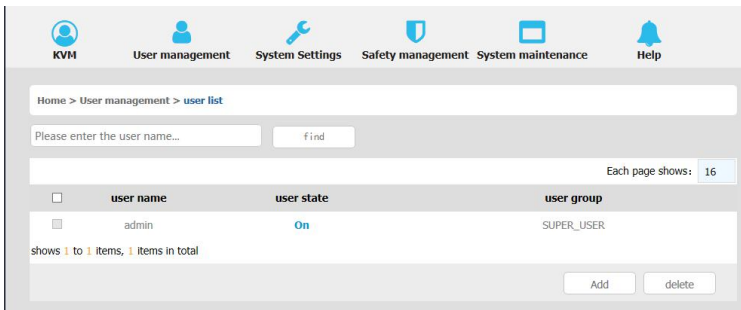 KVM User management System Settings Safety management System maintenance Help
Home > User management > user list
Please enter the user name... find
Each page shows: 16
user name user state user group
admin On SUPER_USER
shows 1 to 1 items, 1 items in total
Add delete